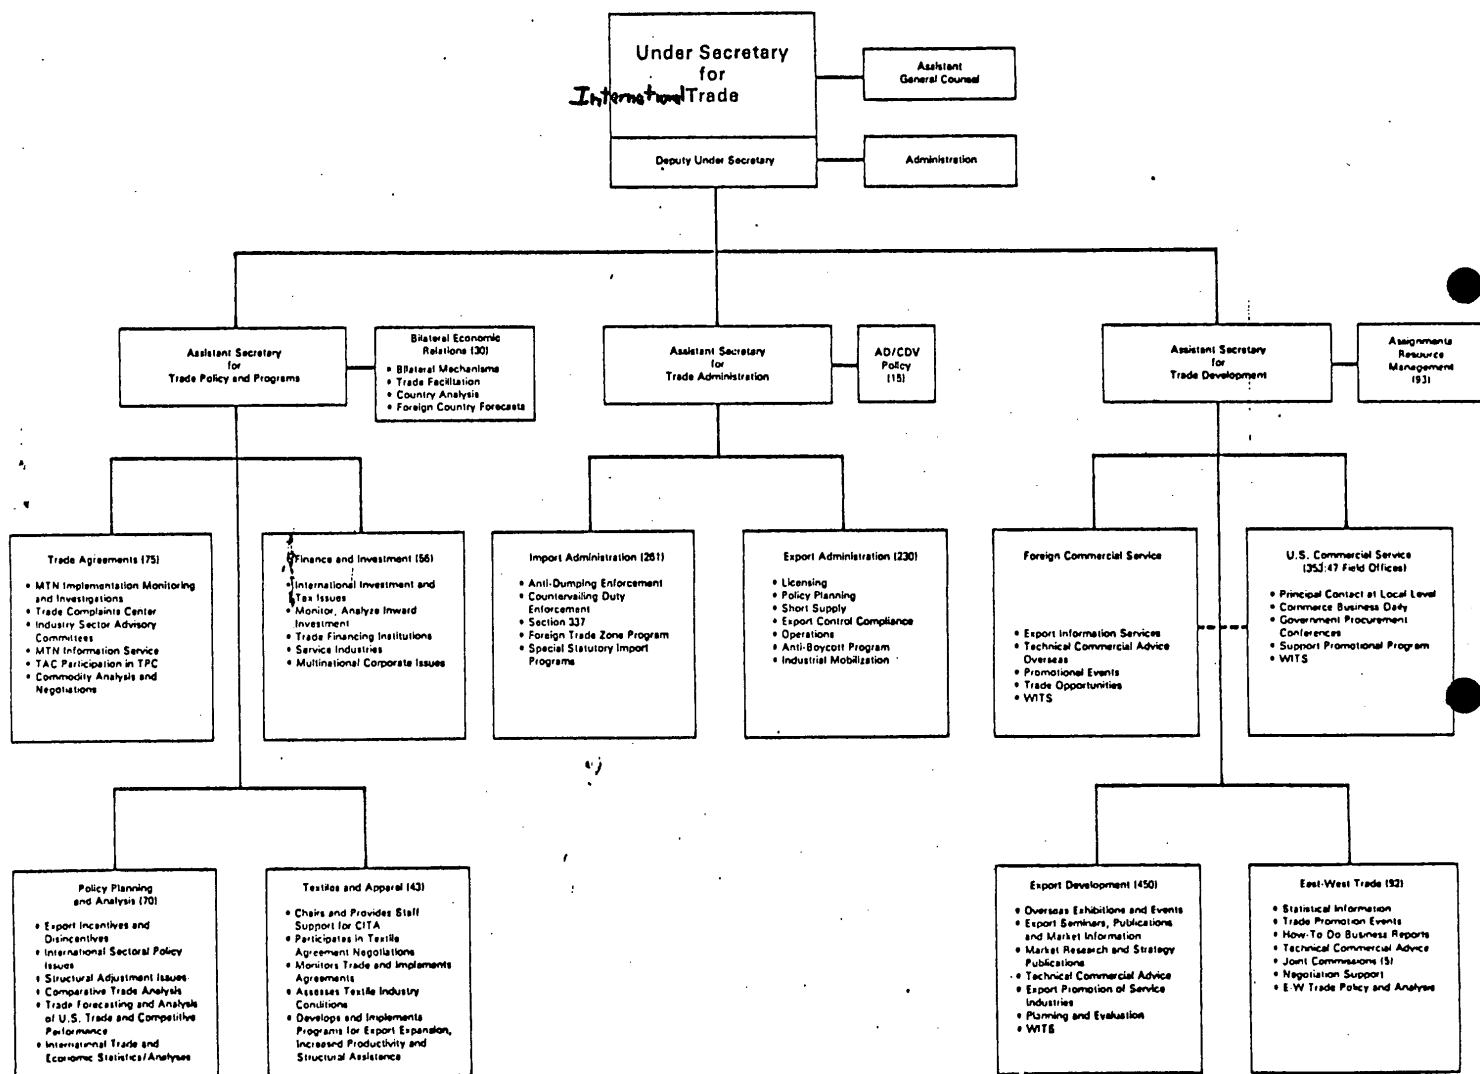 Under Secretary
for
International Trade
Assistant
General Counsel
Deputy Under Secretary
Administration
Assistant Secretary
for
Trade Policy and Programs
Bilateral Economic
Relations (30)
• Bilateral Mechanisms
• Trade Facilitation
• Country Analysis
• Foreign Country Forecasts
Assistant Secretary
for
Trade Administration
AD/CDV
Policy
(15)
Assistant Secretary
for
Trade Development
Assignments
Resource
Management
(93)
Trade Agreements (75)
• MTN Implementation Monitoring
and Investigations
• Trade Complaints Center
• Industry Sector Advisory
Committees
• MTN Information Service
• TAC Participation in TPC
• Commodity Analysis and
Negotiations
Finance and Investment (56)
• International Investment and
Tax Issues
• Monitor, Analyze Inward
Investment
• Trade Financing Institutions
• Service Industries
• Multinational Corporate Issues
Import Administration (261)
• Anti-Dumping Enforcement
• Countervailing Duty
Enforcement
• Section 337
• Foreign Trade Zone Program
• Special Statutory Import
Programs
Export Administration (230)
• Licensing
• Policy Planning
• Short Supply
• Export Control Compliance
• Operations
• Anti-Boycott Program
• Industrial Mobilization
Foreign Commercial Service
• Export Information Services
• Technical Commercial Advice
Overseas
• Promotional Events
• Trade Opportunities
• WITS
U.S. Commercial Service
(353:47 Field Offices)
• Principal Contact at Local Level
• Commerce Business Daily
• Government Procurement
Conferences
• Support Promotional Program
• WITS
Policy Planning
and Analysis (70)
• Export Incentives and
Disincentives
• International Sectoral Policy
Issues
• Structural Adjustment Issues
• Comparative Trade Analysis
• Trade Forecasting and Analysis
of U.S. Trade and Competitive
Performance
• International Trade and
Economic Statistics/Analyses
Textiles and Apparel (43)
• Chairs and Provides Staff
Support for CITA
• Participates in Textile
Agreement Negotiations
• Monitors Trade and Implements
Agreements
• Assesses Textile Industry
Conditions
• Develops and Implements
Programs for Export Expansion,
Increased Productivity and
Structural Assistance
Export Development (450)
• Overseas Exhibitions and Events
• Export Seminars, Publications
and Market Information
• Market Research and Strategy
Publications
• Technical Commercial Advice
• Export Promotion of Service
Industries
• Planning and Evaluation
• WITS
East-West Trade (92)
• Statistical Information
• Trade Promotion Events
• How-To Do Business Reports
• Technical Commercial Advice
• Joint Commissions (5)
• Negotiation Support
• E-W Trade Policy and Analysis